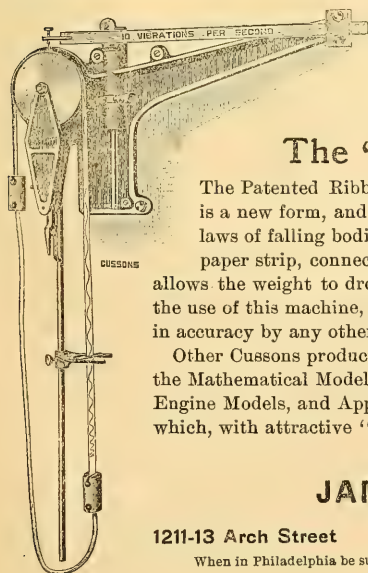 10 VIBRATIONS PER SECOND
CUSSONS
The “
The Patented Ribb
is a new form, and
laws of falling bodi
paper strip, connec
allows the weight to dro
the use of this machine,
in accuracy by any other
Other Cussons produc
the Mathematical Model
Engine Models, and App
which, with attractive “
JAM
1211-13 Arch Street
When in Philadelphia be su